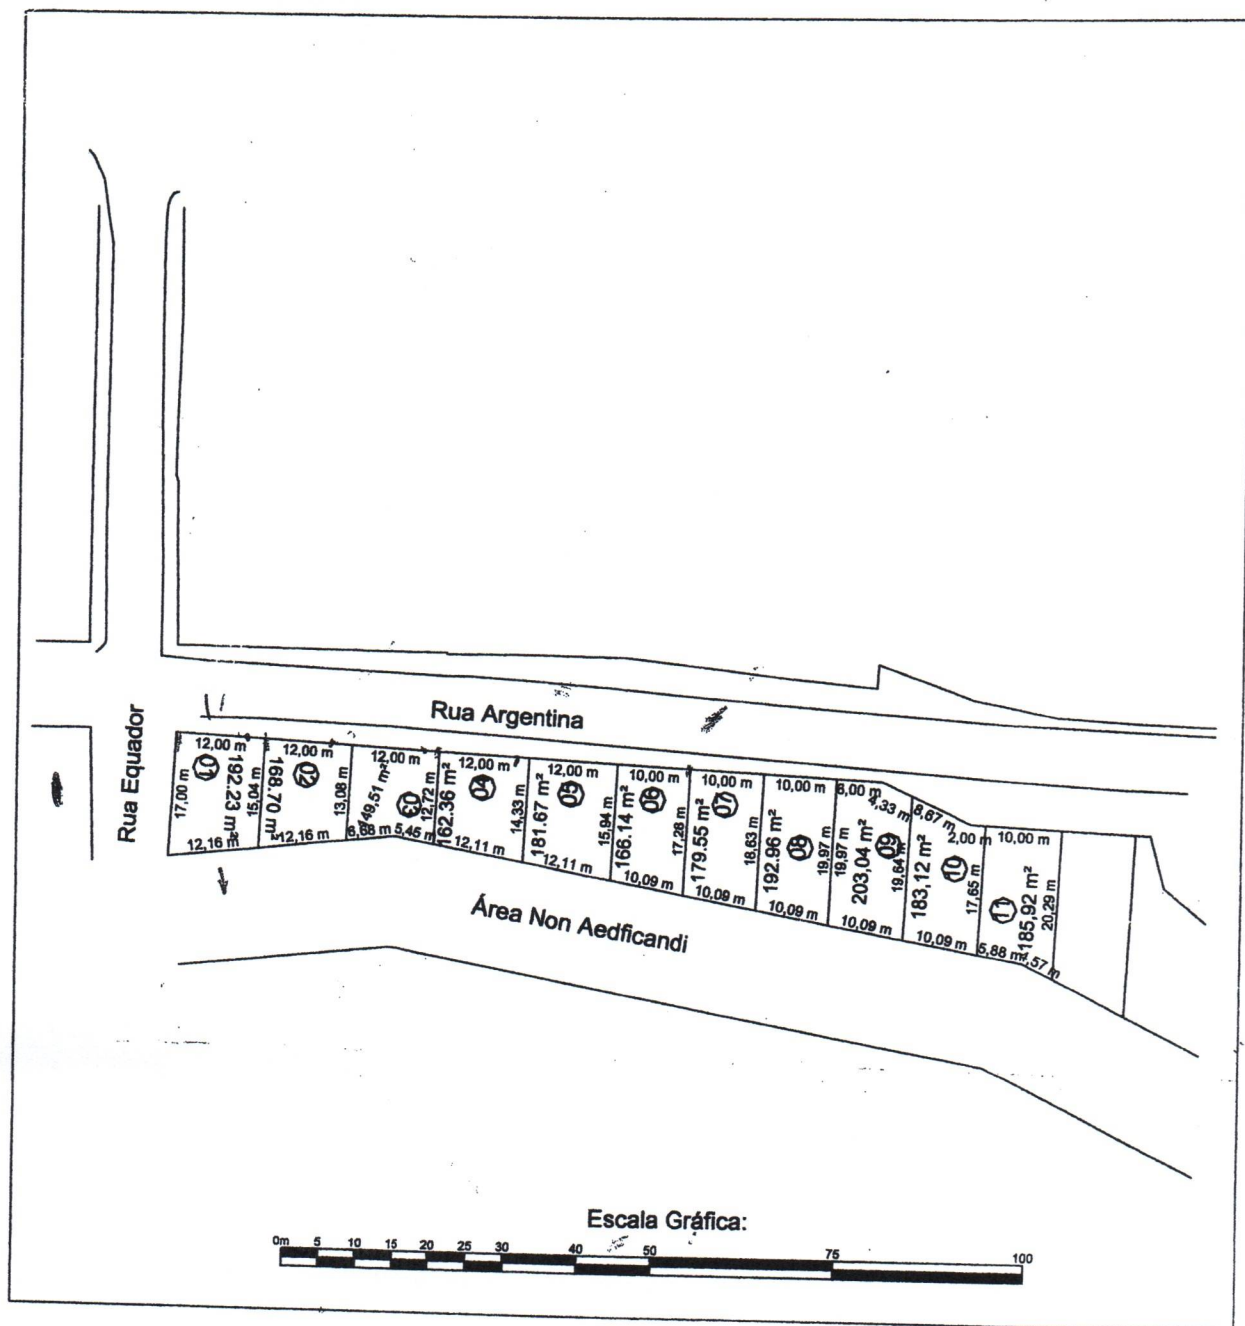 Rua Argentina
Rua Equador
12,00 m
12,00 m
12,00 m
12,00 m
12,00 m
10,00 m
10,00 m
10,00 m
6,00 m
4,33 m
8,67 m
2,00 m
10,00 m
17,00 m
01
192.23 m²
15,04 m
168.70 m²
02
13,08 m
149,51 m²
03
12,72 m
162.36 m²
04
14,33 m
181.67 m²
05
15,94 m
166.14 m²
06
17,28 m
179.55 m²
07
18,63 m
192.96 m²
08
19,97 m
19,97 m
203,04 m²
09
19,64 m
183,12 m²
10
17,65 m
11
185,92 m²
20,29 m
12,16 m
12,16 m
6,68 m
5,45 m
12,11 m
12,11 m
10,09 m
10,09 m
10,09 m
10,09 m
10,09 m
5,88 m
4,57 m
Área Non Aedficandi
Escala Gráfica:
0m 5 10 15 20 25 30 40 50 75 100